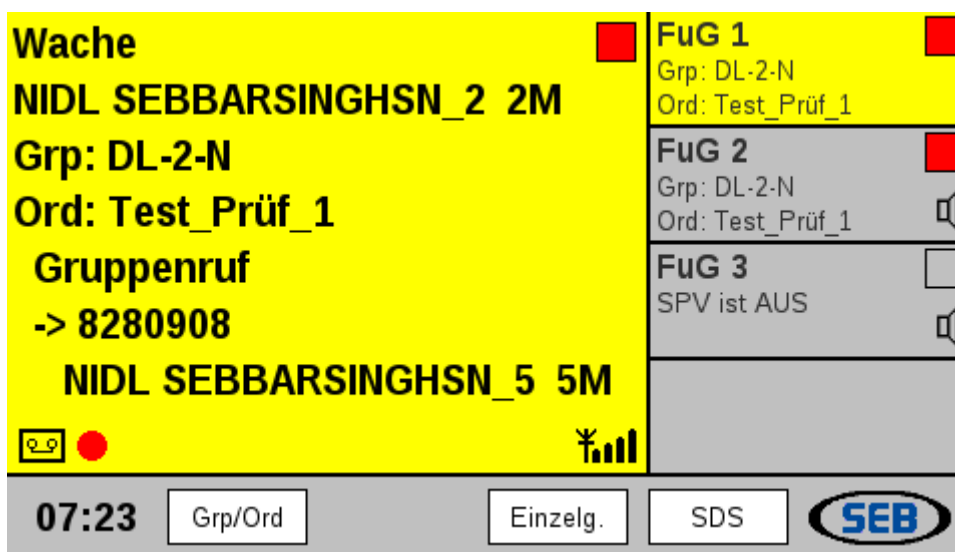 Wache
NIDL SEBBARSINGHSN_2 2M
Grp: DL-2-N
Ord: Test_Prüf_1
Gruppenruf
-> 8280908
NIDL SEBBARSINGHSN_5 5M
FuG 1
Grp: DL-2-N
Ord: Test_Prüf_1
FuG 2
Grp: DL-2-N
Ord: Test_Prüf_1
FuG 3
SPV ist AUS
07:23
Grp/Ord
Einzelg.
SDS
SEB